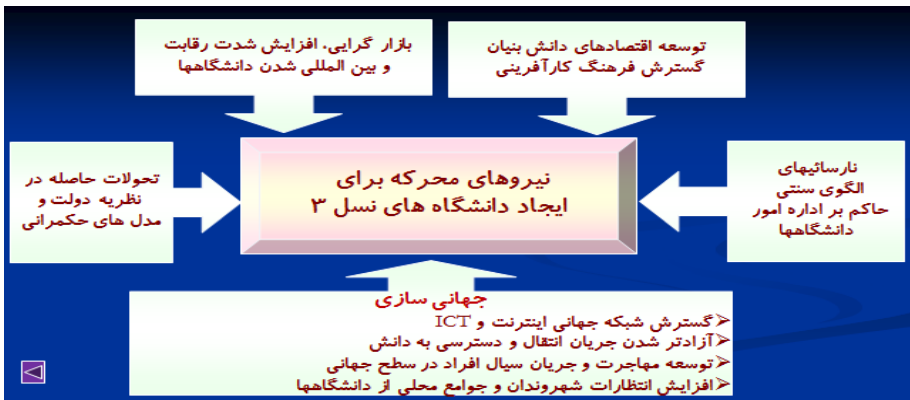 توسعه اقتصادهای دانش بنیان
گسترش فرهنگ کارآفرینی
بازار گرایی، افزایش شدت رقابت
و بین المللی شدن دانشگاهها
نارسائیهای
الگوی سنتی
حاکم بر اداره امور
دانشگاهها
نیروهای محرکه برای
ایجاد دانشگاه های نسل ۳
تحولات حاصله در
نظریه دولت و
مدل های حکمرانی
جهانی سازی
➢گسترش شبکه جهانی اینترنت و ICT
➢آزادتر شدن جریان انتقال و دسترسی به دانش
➢توسعه مهاجرت و جریان سیال افراد در سطح جهانی
➢افزایش انتظارات شهروندان و جوامع محلی از دانشگاهها